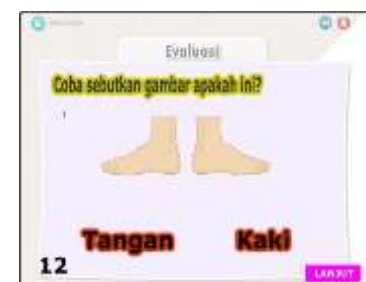 Evaluasi
Coba sebutkan gambar apakah ini?
Tangan Kaki
12
LANJUT